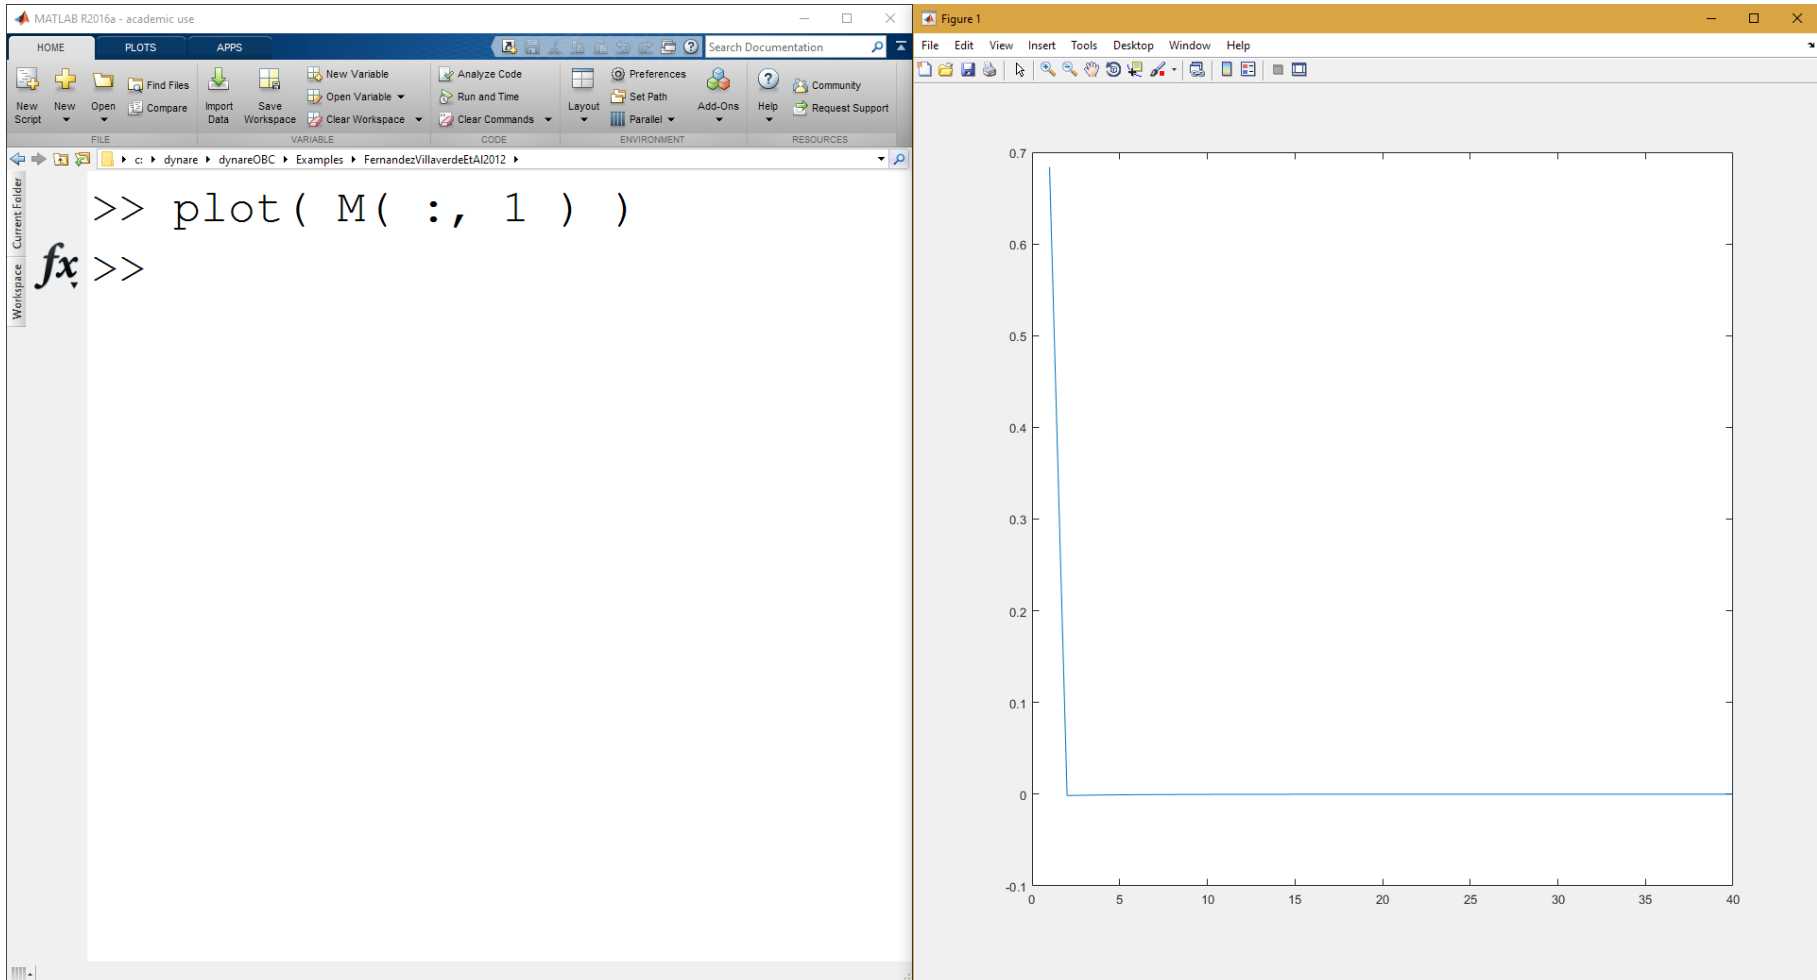 MATLAB R2016a - academic use
HOME PLOTS APPS
Search Documentation
New Script
New
Open
Find Files
Compare
FILE
Import Data
Save Workspace
New Variable
Open Variable
Clear Workspace
VARIABLE
Analyze Code
Run and Time
Clear Commands
CODE
Layout
Preferences
Set Path
Parallel
Add-Ons
ENVIRONMENT
Help
Community
Request Support
RESOURCES
c: dynare dynareOBC Examples FernandezVillaverdeEtAl2012
Current Folder
Workspace
>> plot( M( :, 1 ) )
fx >>
Figure 1
File Edit View Insert Tools Desktop Window Help
0.7
0.6
0.5
0.4
0.3
0.2
0.1
0
-0.1
0 5 10 15 20 25 30 35 40